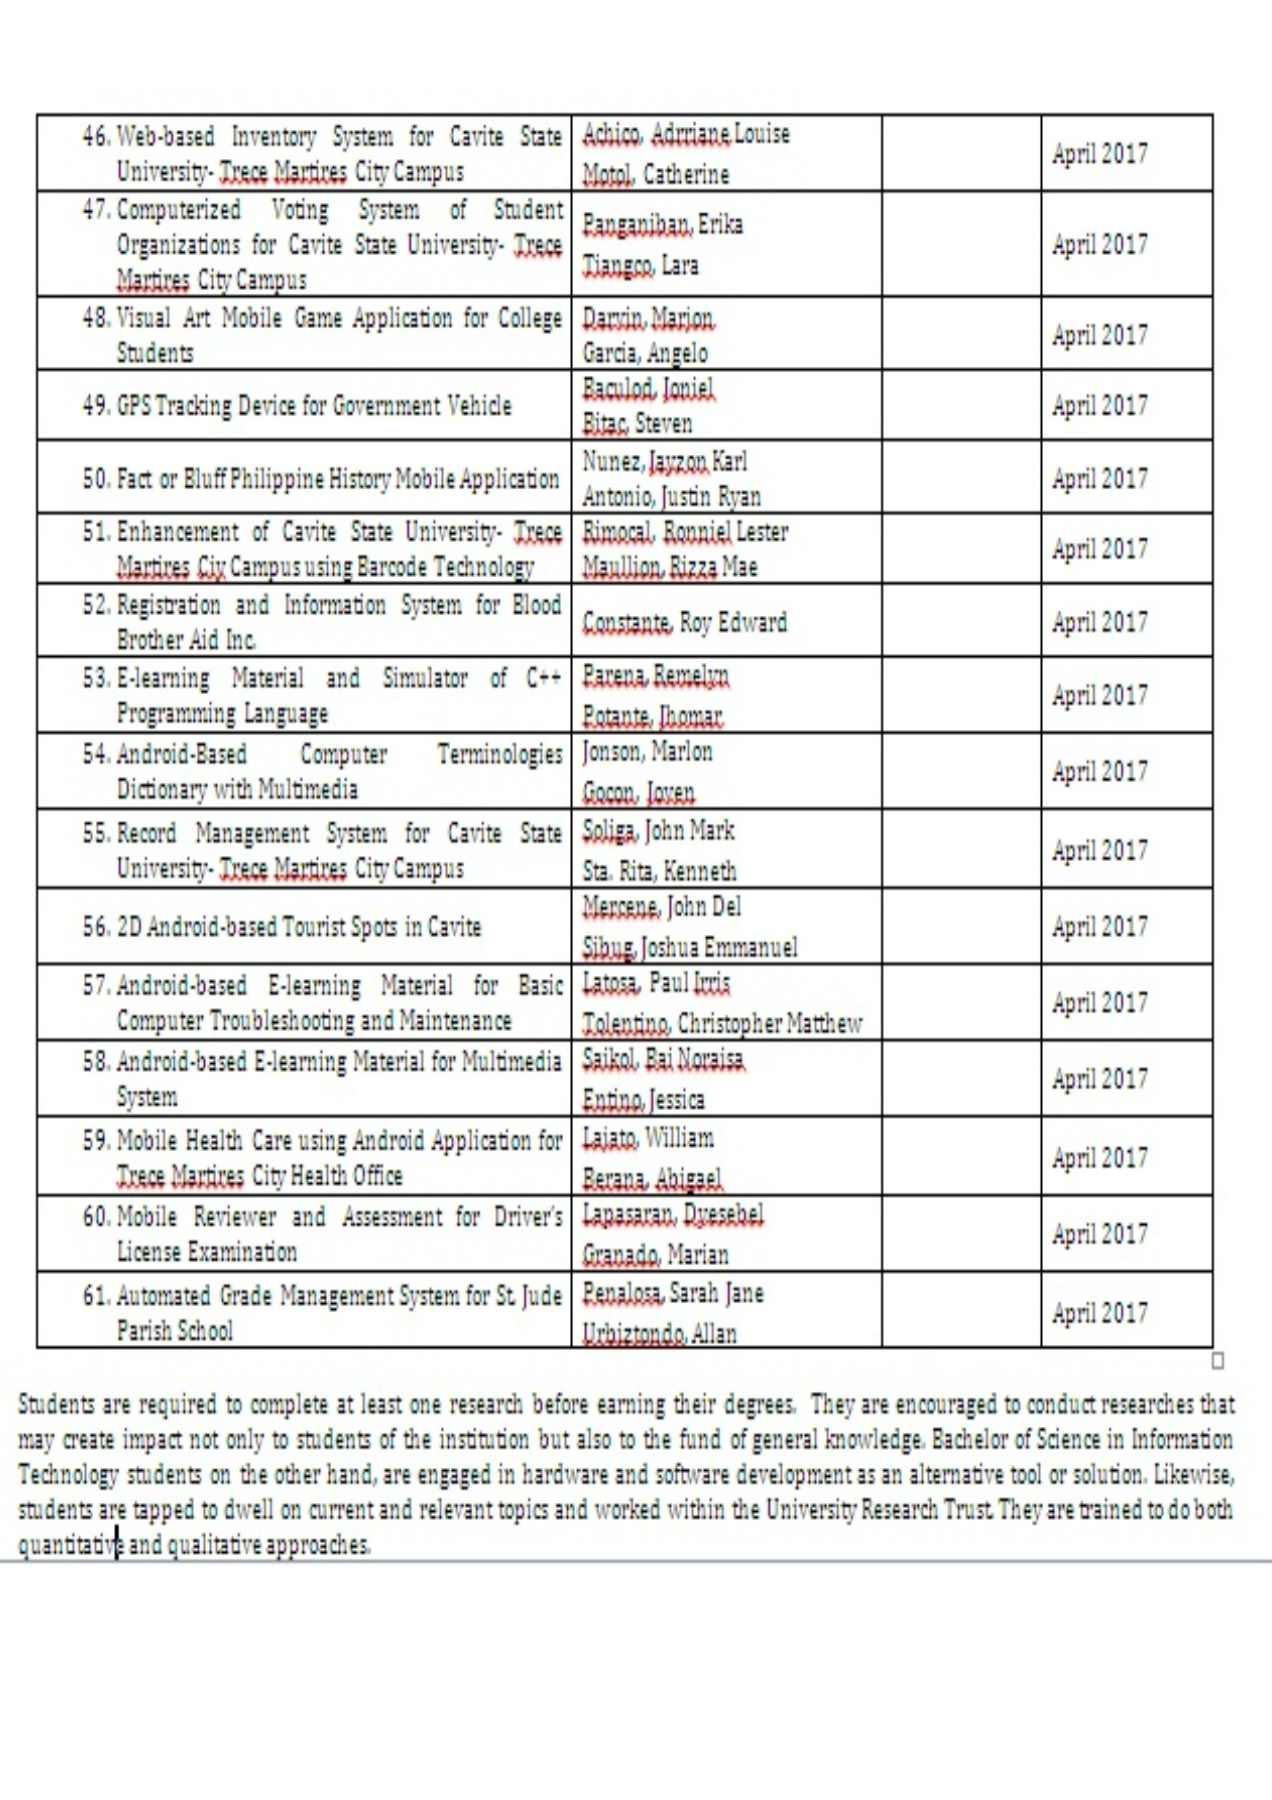 46. Web-based Inventory System for Cavite State
University- Trece Martires City Campus
Achico, Adrriane Louise
Motol, Catherine
April 2017
47. Computerized Voting System of Student
Organizations for Cavite State University- Trece
Martires City Campus
Panganiban, Erika
Tiangco, Lara
April 2017
48. Visual Art Mobile Game Application for College
Students
Darvin, Marjon
Garcia, Angelo
April 2017
49. GPS Tracking Device for Government Vehicle
Baculod, Joniel
Bitac, Steven
April 2017
50. Fact or Bluff Philippine History Mobile Application
Nunez, Jayzon Karl
Antonio, Justin Ryan
April 2017
51. Enhancement of Cavite State University- Trece
Martires Ciy Campus using Barcode Technology
Rimocal, Ronniel Lester
Maullion, Rizza Mae
April 2017
52. Registration and Information System for Blood
Brother Aid Inc.
Constante, Roy Edward
April 2017
53. E-learning Material and Simulator of C++
Programming Language
Parena, Remelyn
Potante, Jhomar
April 2017
54. Android-Based Computer Terminologies
Dictionary with Multimedia
Jonson, Marlon
Gocon, Joven
April 2017
55. Record Management System for Cavite State
University- Trece Martires City Campus
Soliga, John Mark
Sta. Rita, Kenneth
April 2017
56. 2D Android-based Tourist Spots in Cavite
Mercene, John Del
Sibug, Joshua Emmanuel
April 2017
57. Android-based E-learning Material for Basic
Computer Troubleshooting and Maintenance
Latosa, Paul Irris
Tolentino, Christopher Matthew
April 2017
58. Android-based E-learning Material for Multimedia
System
Saikol, Bai Noraisa
Entino, Jessica
April 2017
59. Mobile Health Care using Android Application for
Trece Martires City Health Office
Lajato, William
Berana, Abigael
April 2017
60. Mobile Reviewer and Assessment for Driver's
License Examination
Lapasaran, Dyesebel
Granado, Marian
April 2017
61. Automated Grade Management System for St. Jude
Parish School
Penalosa, Sarah Jane
Urbiztondo, Allan
April 2017
Students are required to complete at least one research before earning their degrees. They are encouraged to conduct researches that
may create impact not only to students of the institution but also to the fund of general knowledge. Bachelor of Science in Information
Technology students on the other hand, are engaged in hardware and software development as an alternative tool or solution. Likewise,
students are tapped to dwell on current and relevant topics and worked within the University Research Trust. They are trained to do both
quantitative and qualitative approaches.